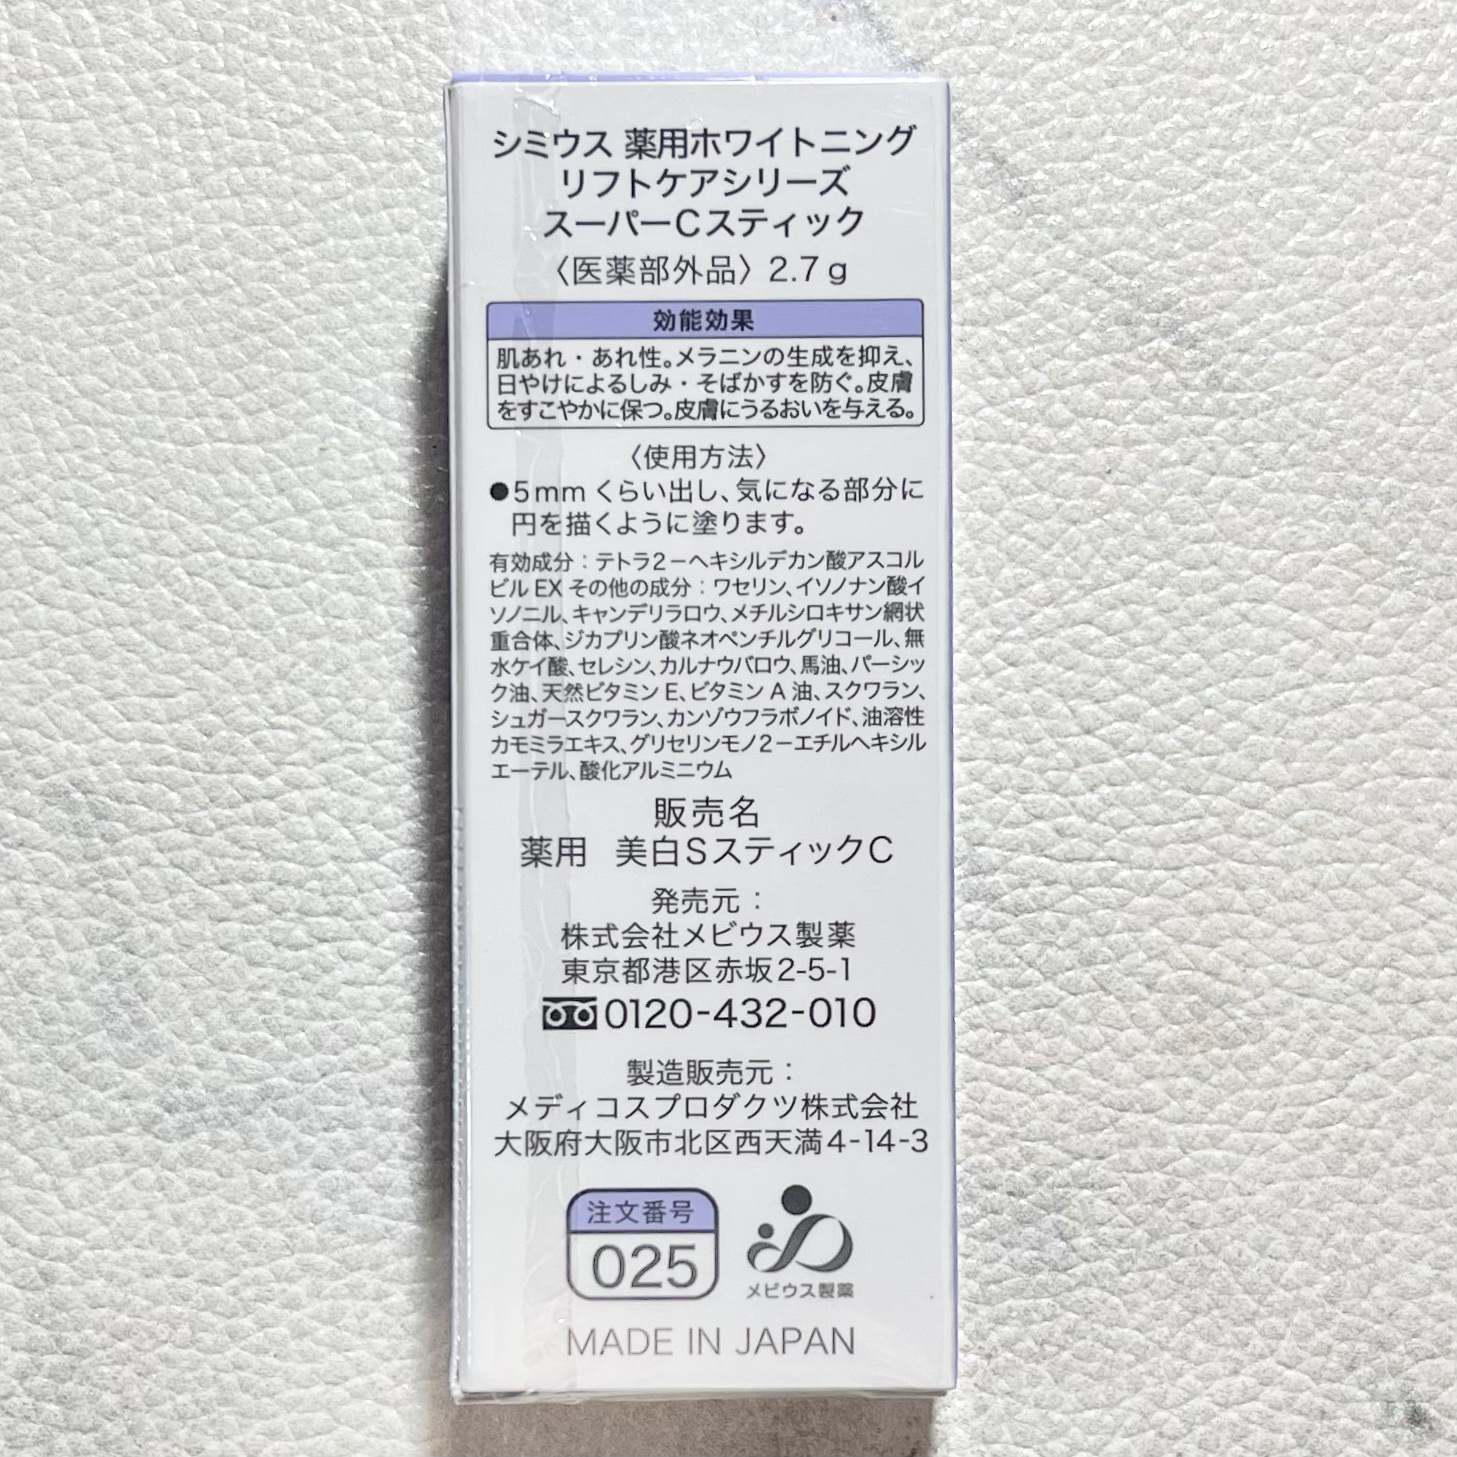 シミウス 薬用ホワイトニング
リフトケアシリーズ
スーパーCスティック
〈医薬部外品〉2.7g
効能効果
肌あれ・あれ性。メラニンの生成を抑え、
日やけによるしみ・そばかすを防ぐ。皮膚
をすこやかに保つ。皮膚にうるおいを与える。
〈使用方法〉
●5mmくらい出し、気になる部分に
円を描くように塗ります。
有効成分：テトラ2－ヘキシルデカン酸アスコル
ビルEX その他の成分：ワセリン、イソノナン酸イ
ソノニル、キャンデリラロウ、メチルシロキサン網状
重合体、ジカプリン酸ネオペンチルグリコール、無
水ケイ酸、セレシン、カルナウバロウ、馬油、パーシッ
ク油、天然ビタミンE、ビタミンA油、スクワラン、
シュガースクワラン、カンゾウフラボノイド、油溶性
カモミラエキス、グリセリンモノ2－エチルヘキシル
エーテル、酸化アルミニウム
販売名
薬用 美白SスティックC
発売元：
株式会社メビウス製薬
東京都港区赤坂2-5-1
0120-432-010
製造販売元：
メディコスプロダクツ株式会社
大阪府大阪市北区西天満4-14-3
注文番号
025
メビウス製薬
MADE IN JAPAN